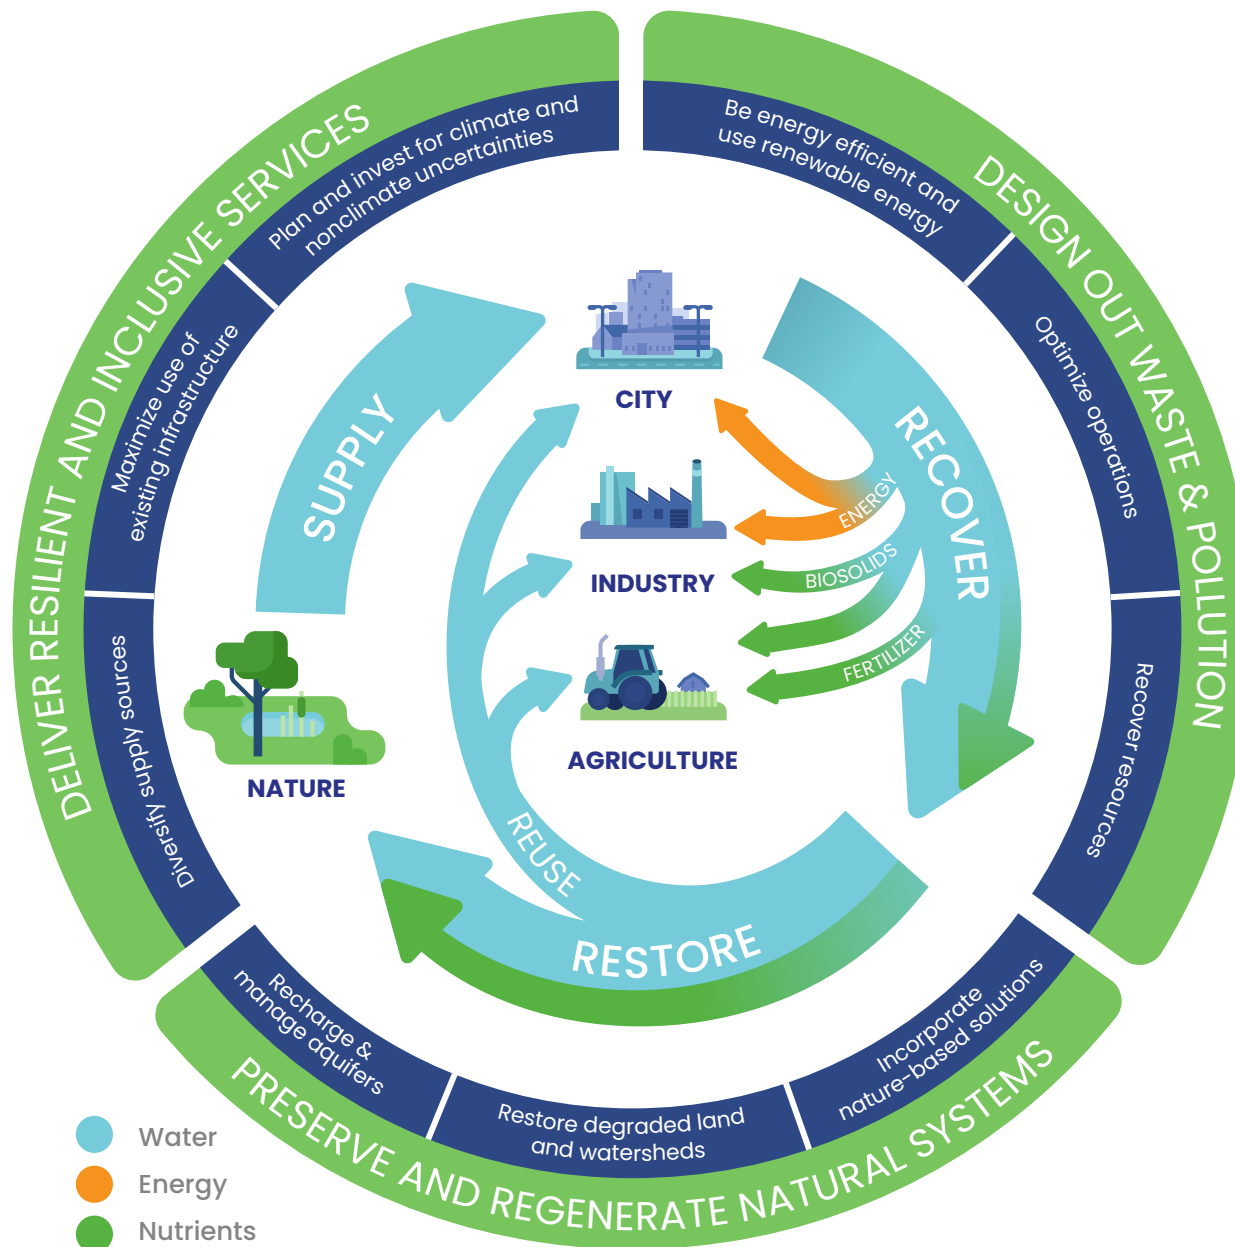 DELIVER RESILIENT AND INCLUSIVE SERVICES
Plan and invest for climate and
nonclimate uncertainties
Maximize use of
existing infrastructure
Diversify supply sources
DESIGN OUT WASTE & POLLUTION
Be energy efficient and
use renewable energy
Optimize operations
Recover resources
PRESERVE AND REGENERATE NATURAL SYSTEMS
Incorporate
nature-based solutions
Restore degraded land
and watersheds
Recharge &
manage aquifers
SUPPLY
CITY
RECOVER
ENERGY
INDUSTRY
BIOSOLIDS
FERTILIZER
AGRICULTURE
NATURE
REUSE
RESTORE
Water
Energy
Nutrients